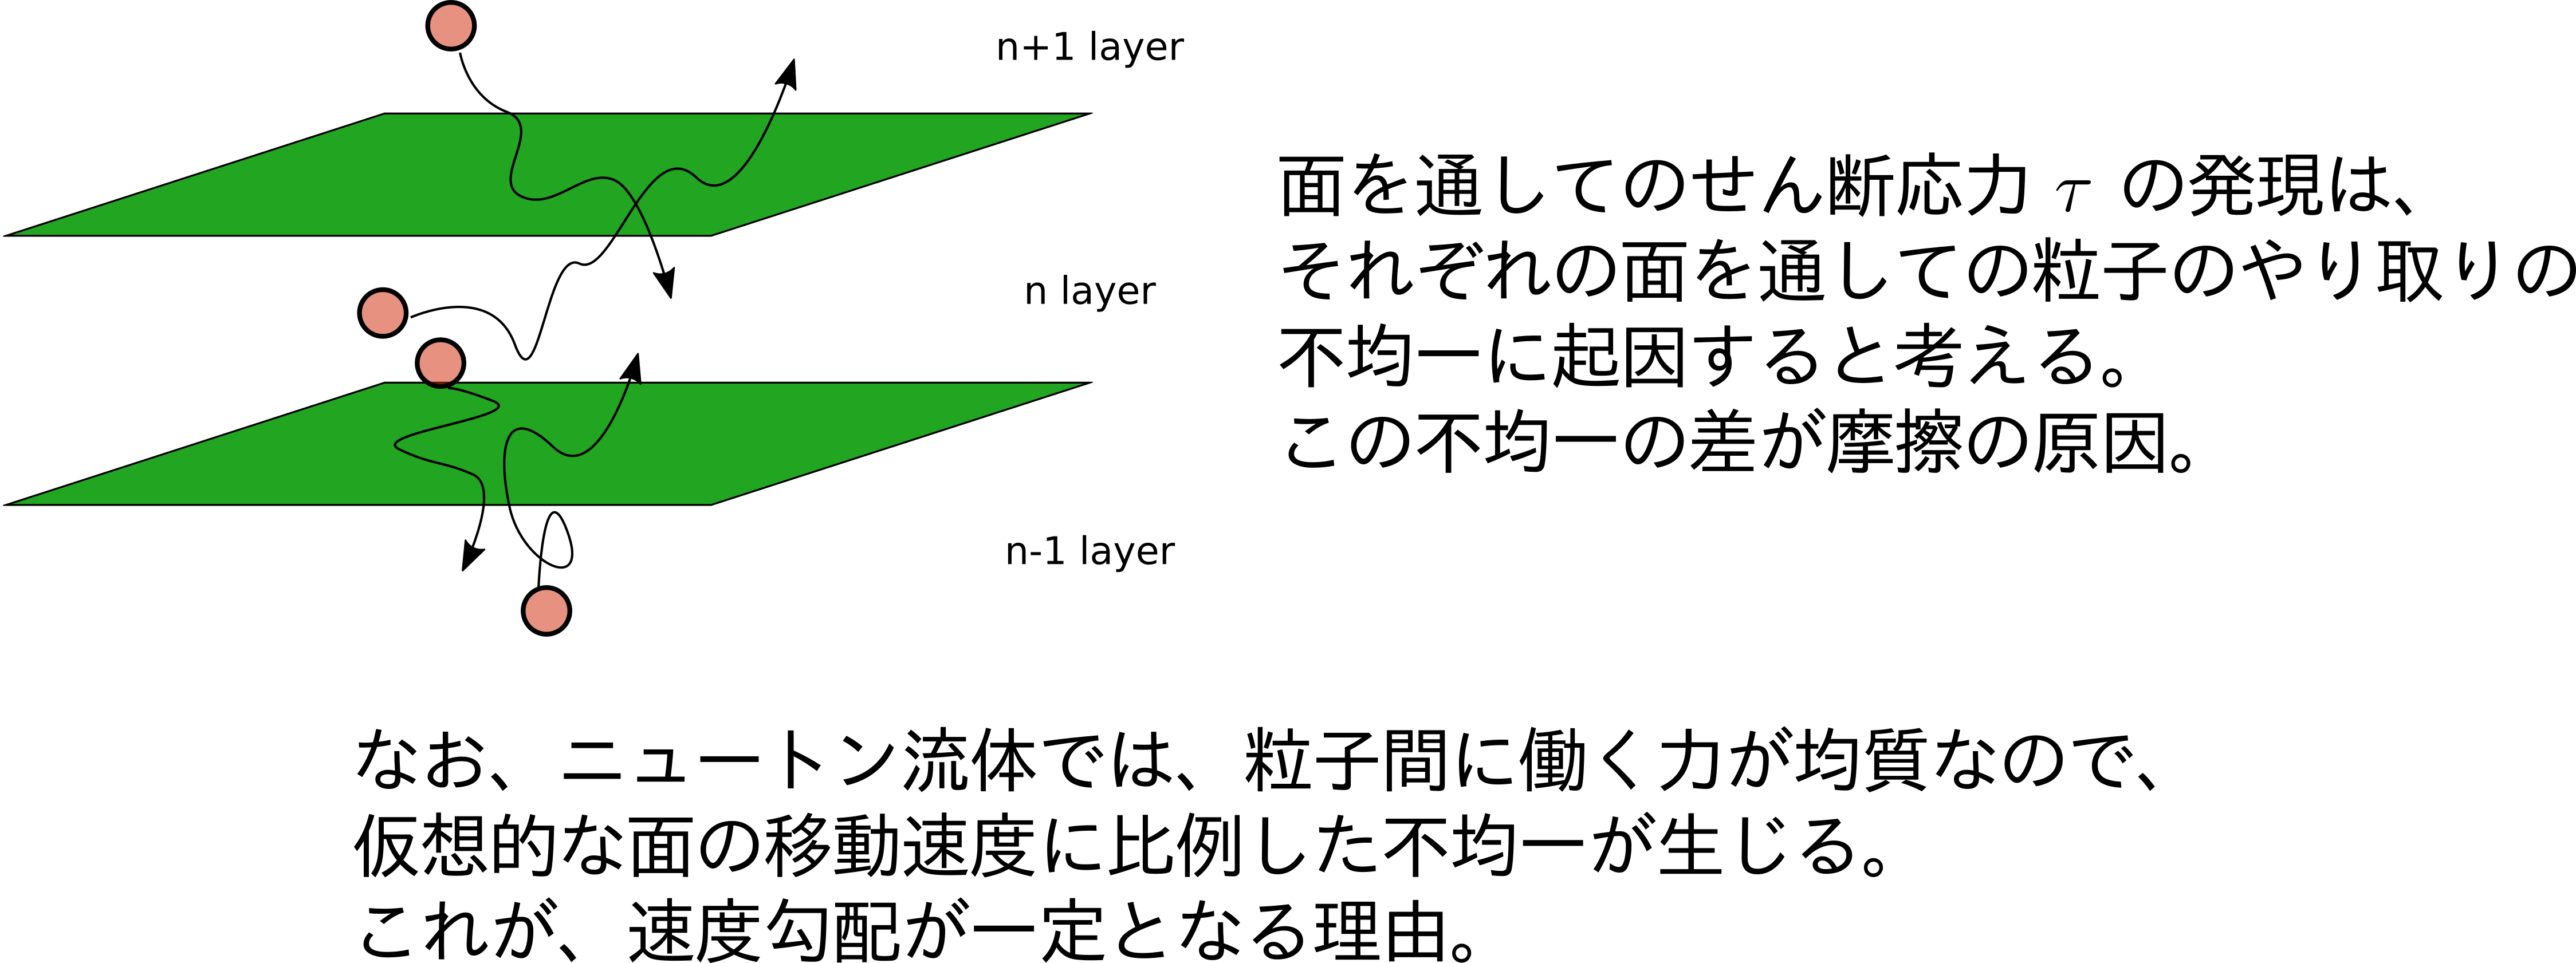 n+1 layer
n layer
n-1 layer
面を通してのせん断応力 τ の発現は、
それぞれの面を通しての粒子のやり取りの
不均一に起因すると考える。
この不均一の差が摩擦の原因。
なお、ニュートン流体では、粒子間に働く力が均質なので、
仮想的な面の移動速度に比例した不均一が生じる。
これが、速度勾配が一定となる理由。